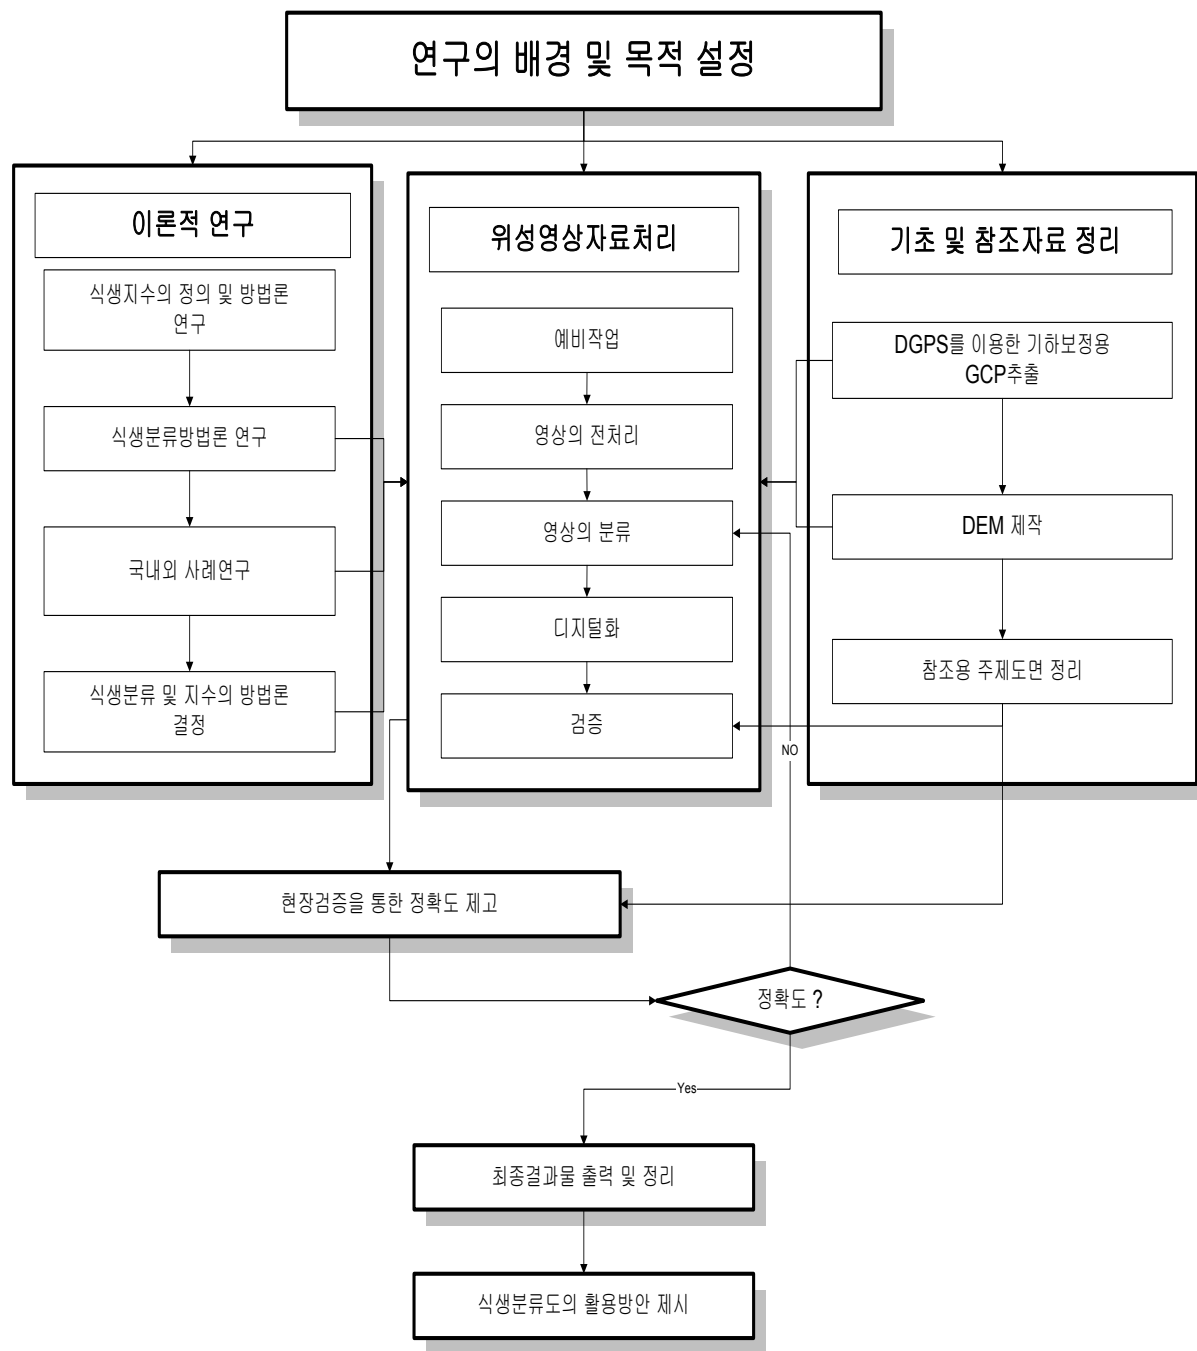 연구의 배경 및 목적 설정
이론적 연구
식생지수의 정의 및 방법론
연구
식생분류방법론 연구
국내외 사례연구
식생분류 및 지수의 방법론
결정
위성영상자료처리
예비작업
영상의 전처리
영상의 분류
디지털화
검증
기초 및 참조자료 정리
DGPS를 이용한 기하보정용
GCP추출
DEM 제작
참조용 주제도면 정리
NO
현장검증을 통한 정확도 제고
정확도 ?
Yes
최종결과물 출력 및 정리
식생분류도의 활용방안 제시